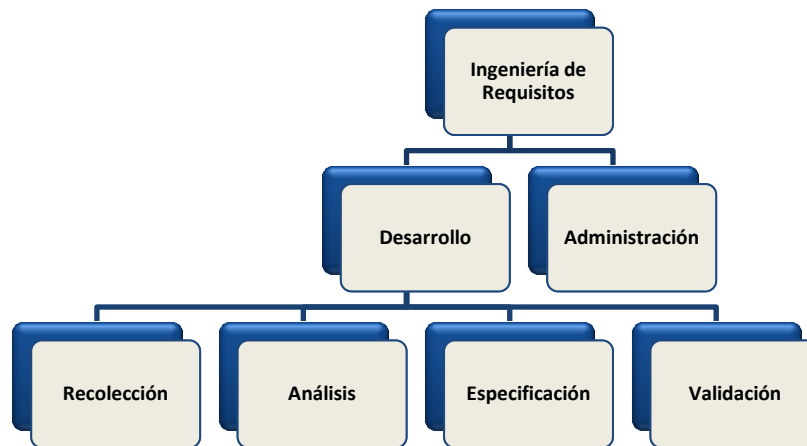 Ingeniería de
Requisitos
Desarrollo
Administración
Recolección
Análisis
Especificación
Validación